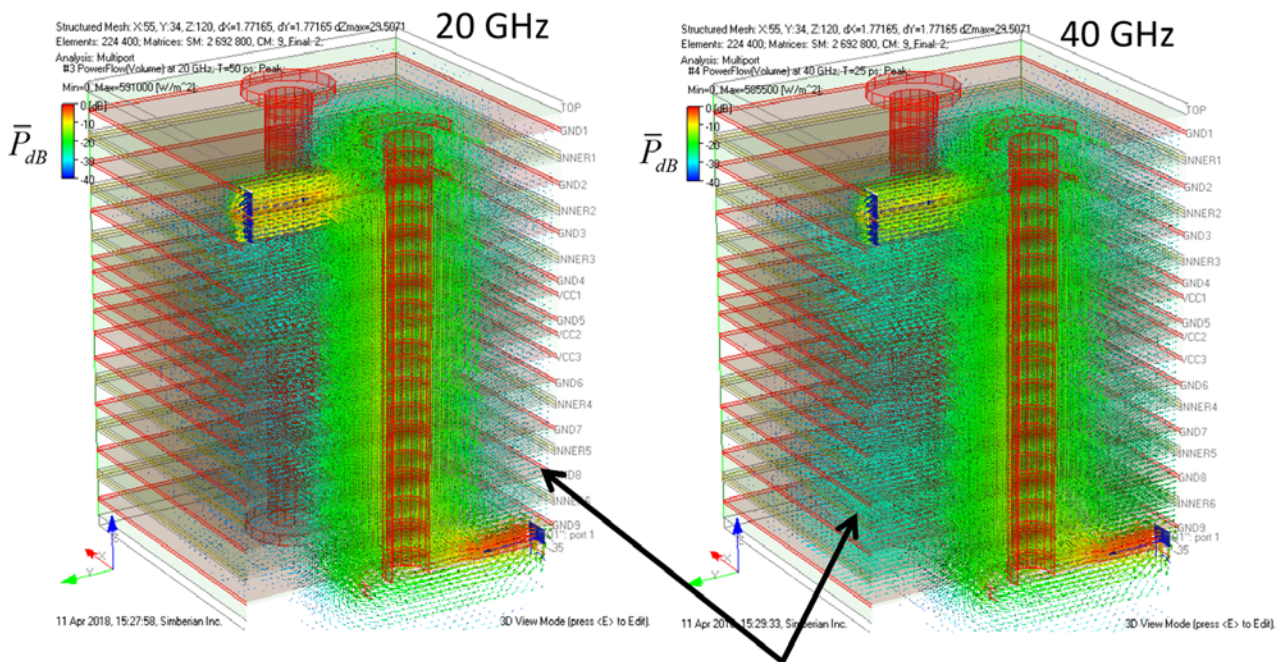 20 GHz
Structured Mesh: X:55, Y:34, Z:120, dX=1.77165, dY=1.77165 dZmax=29.5071
Elements: 224 400; Matrices: SM: 2 692 800, CM: 9, Final: 2;
Analysis: Multiport
#3 PowerFlow(Volume) at 20 GHz, T=50 ps, Peak;
Min=0, Max=591000 [W/m^2];
0 [dB]
-10
-20
-30
-40
P̅dB
TOP
GND1
INNER1
GND2
INNER2
GND3
INNER3
GND4
VCC1
GND5
VCC2
VCC3
GND6
INNER4
GND7
INNER5
GND9
port 1
-35
X
Y
11 Apr 2018, 15:27:58, Simberian Inc.
3D View Mode (press <E> to Edit).
40 GHz
Structured Mesh: X:55, Y:34, Z:120, dX=1.77165, dY=1.77165 dZmax=29.5071
Elements: 224 400; Matrices: SM: 2 692 800, CM: 9, Final: 2;
Analysis: Multiport
#4 PowerFlow(Volume) at 40 GHz, T=25 ps, Peak;
Min=0, Max=585500 [W/m^2];
0 [dB]
-10
-20
-30
-40
P̅dB
TOP
GND1
INNER1
GND2
INNER2
GND3
INNER3
GND4
VCC1
GND5
VCC2
VCC3
GND6
INNER4
GND7
INNER5
GND8
INNER6
GND9
port 1
-35
X
Y
15:29:33, Simberian Inc.
3D View Mode (press <E> to Edit).